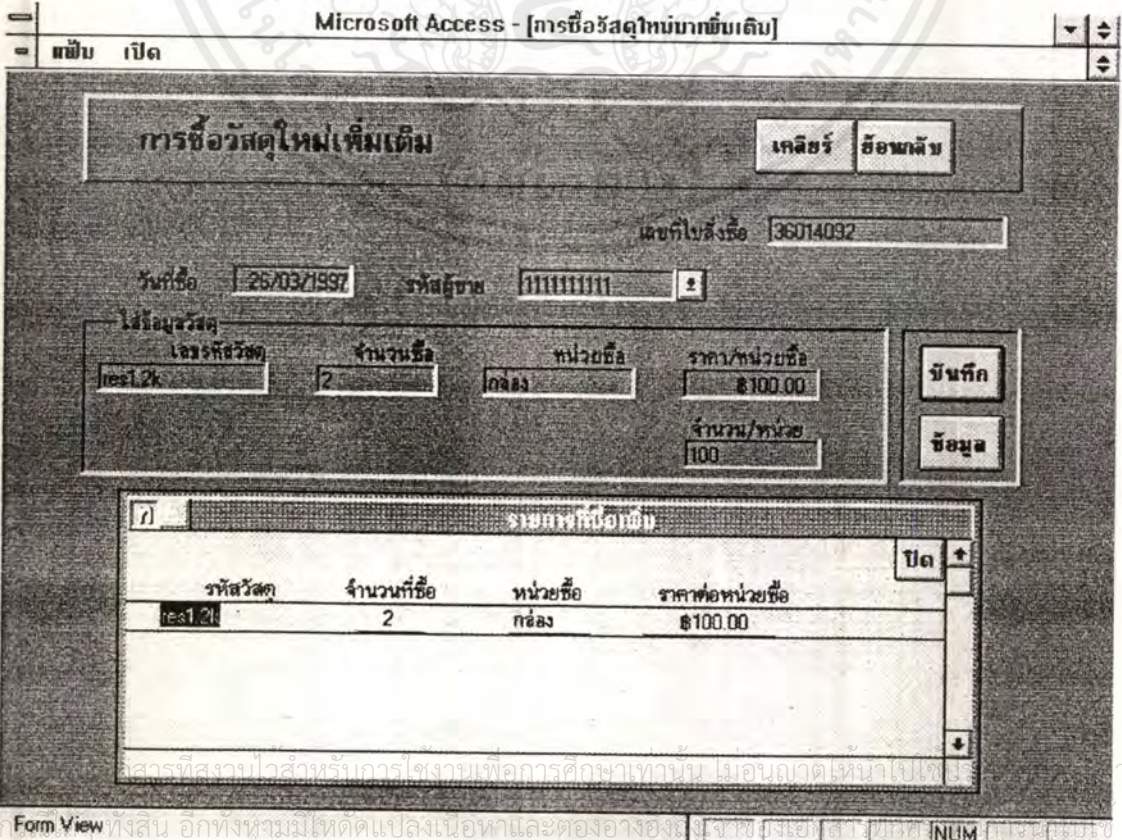 Microsoft Access - [การซื้อวัสดุใหม่มาเพิ่มเติม]
แฟ้ม เปิด
การซื้อวัสดุใหม่เพิ่มเติม
เคลียร์ ย้อนกลับ
เลขที่ใบสั่งซื้อ 36014092
วันที่ซื้อ 26/03/1997 รหัสผู้ขาย 1111111111
ใส่ข้อมูลวัสดุ
เลขรหัสวัสดุ จำนวนซื้อ หน่วยซื้อ ราคา/หน่วยซื้อ
res1.2k 2 กล่อง ฿100.00
บันทึก
จำนวน/หน่วย
100
ข้อมูล
รายการที่ซื้อเพิ่ม
ปิด
รหัสวัสดุ จำนวนที่ซื้อ หน่วยซื้อ ราคาต่อหน่วยซื้อ
res1.2k 2 กล่อง ฿100.00
สารที่สงวนไว้สำหรับการใช้งานเพื่อการศึกษาเท่านั้น ไม่อนุญาตให้นำไปใช้
Form View NUM
ทั้งสิ้น อีกทั้งห้ามมิให้ดัดแปลงเนื้อหาและต้องอ้างอิงถึง